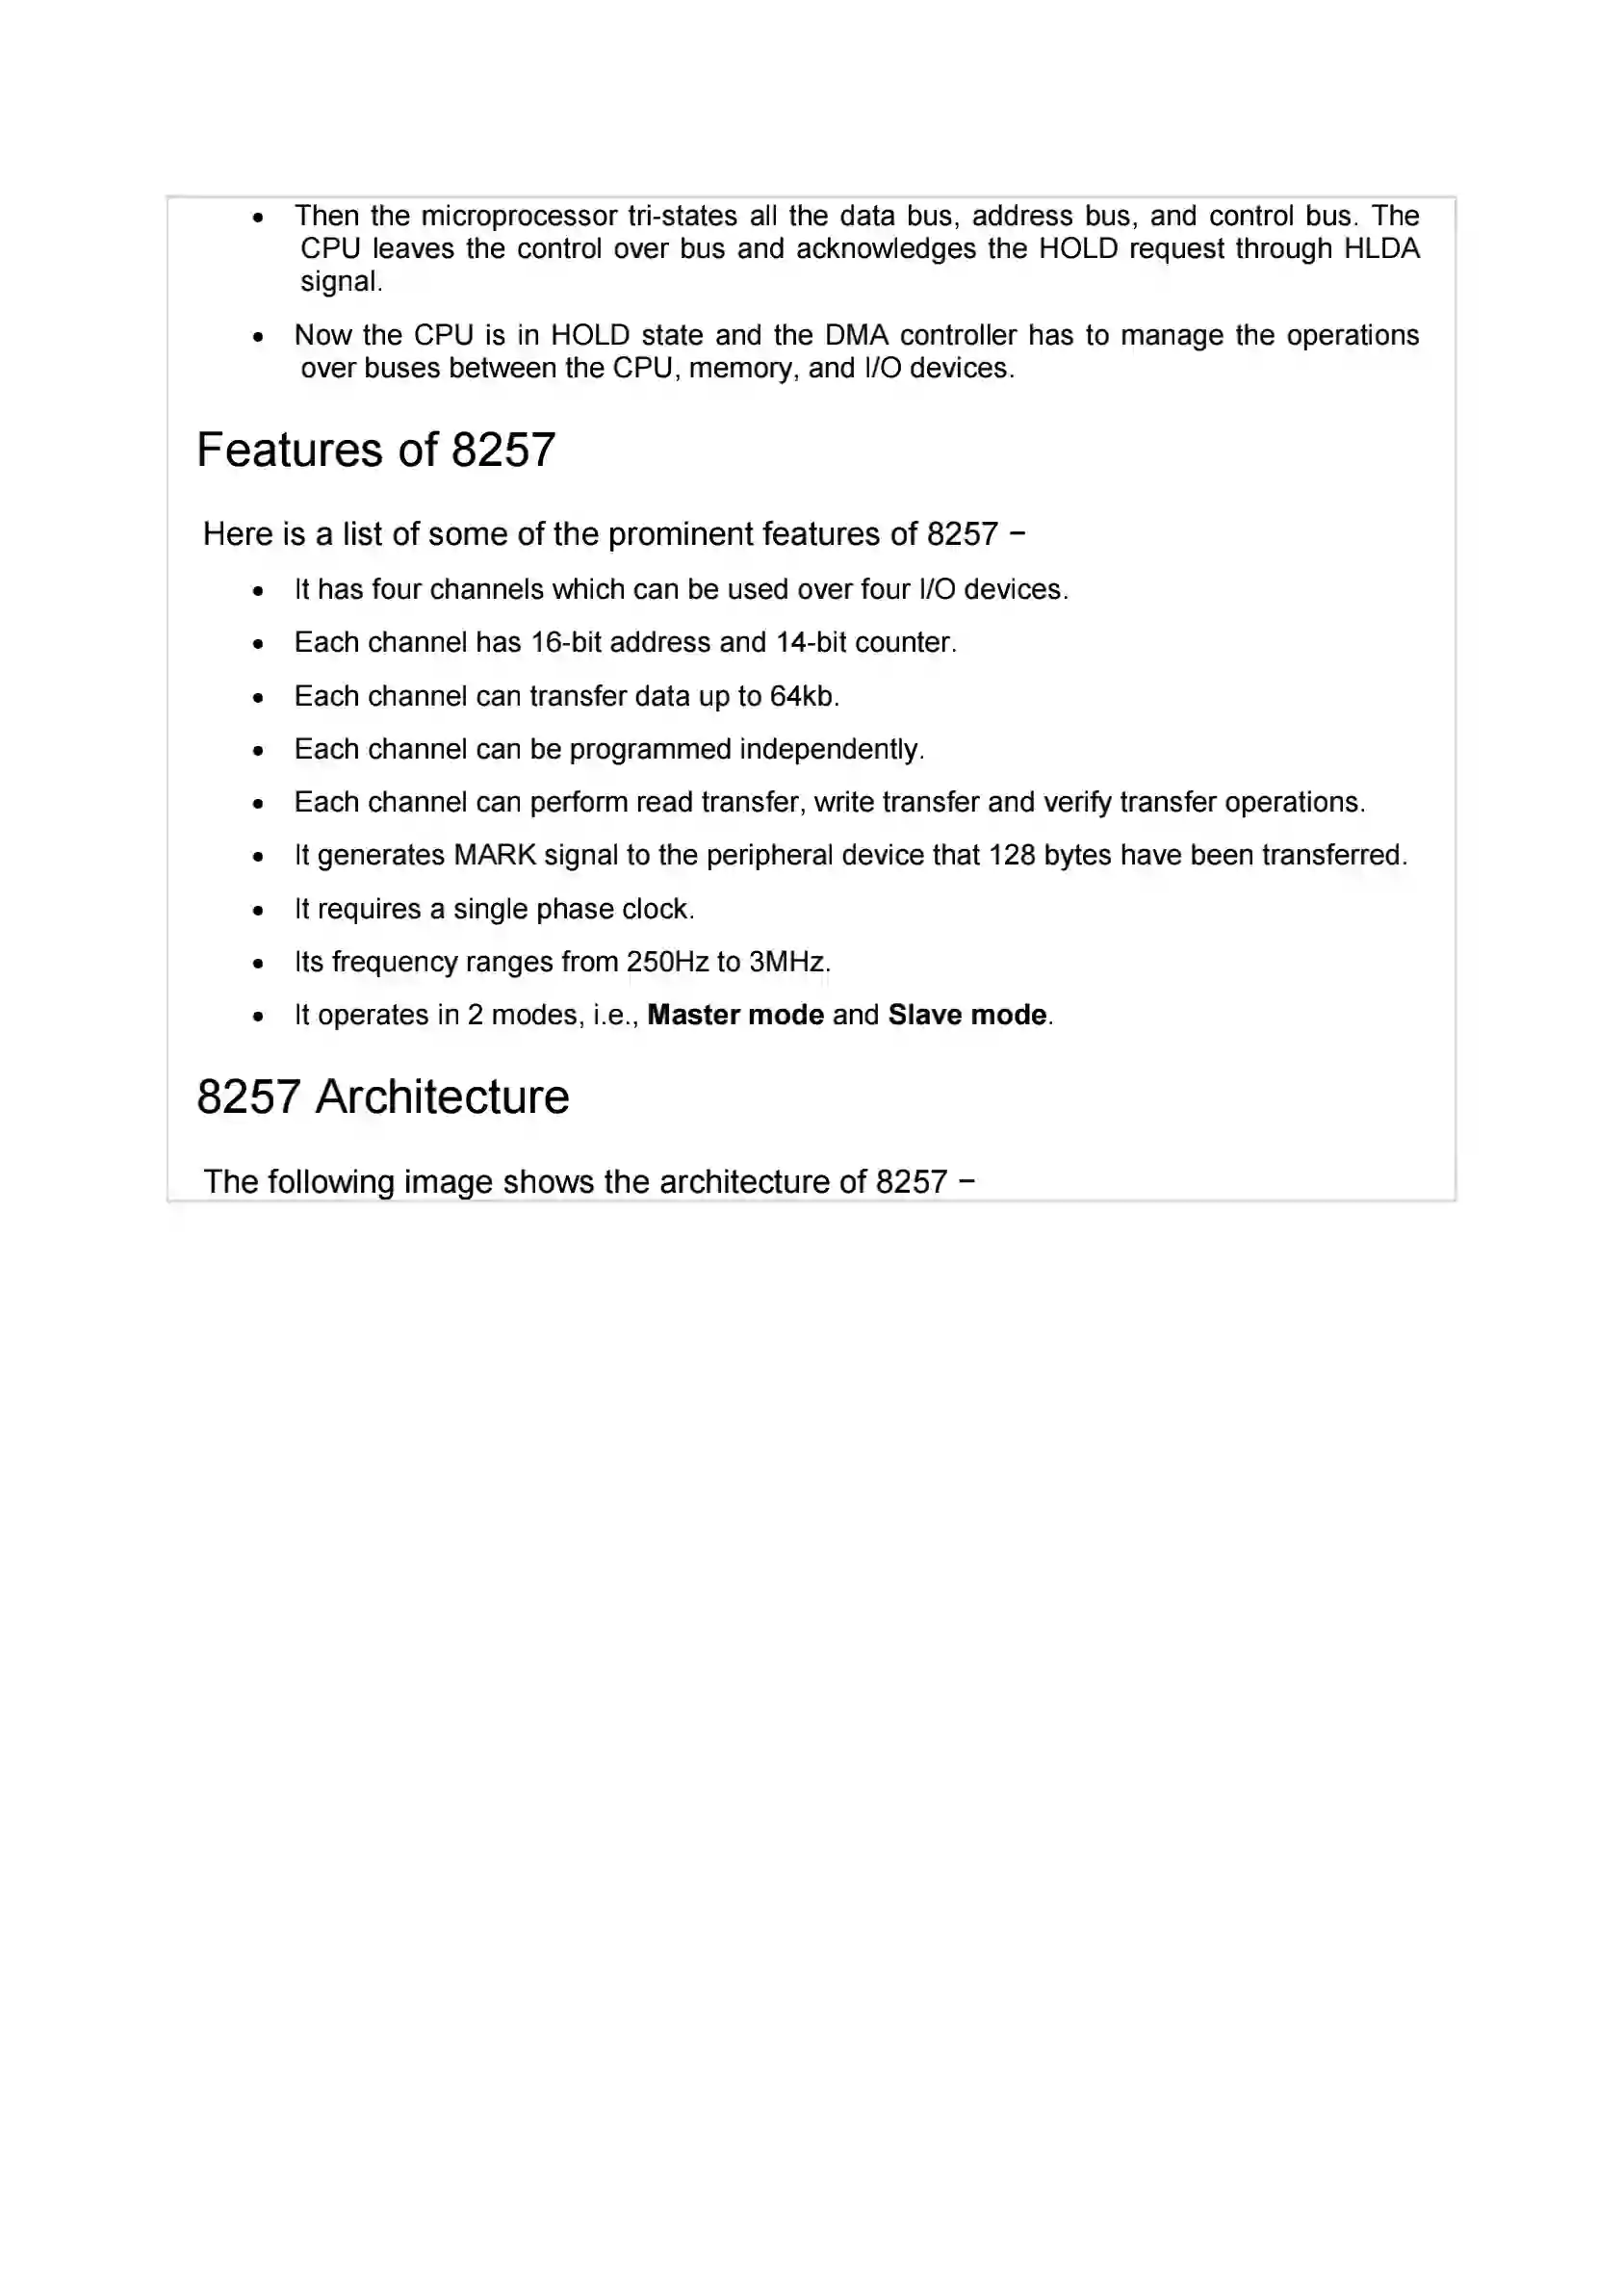 • Then the microprocessor tri-states all the data bus, address bus, and control bus. The
CPU leaves the control over bus and acknowledges the HOLD request through HLDA
signal.
• Now the CPU is in HOLD state and the DMA controller has to manage the operations
over buses between the CPU, memory, and I/O devices.
Features of 8257
Here is a list of some of the prominent features of 8257 −
• It has four channels which can be used over four I/O devices.
• Each channel has 16-bit address and 14-bit counter.
• Each channel can transfer data up to 64kb.
• Each channel can be programmed independently.
• Each channel can perform read transfer, write transfer and verify transfer operations.
• It generates MARK signal to the peripheral device that 128 bytes have been transferred.
• It requires a single phase clock.
• Its frequency ranges from 250Hz to 3MHz.
• It operates in 2 modes, i.e., Master mode and Slave mode.
8257 Architecture
The following image shows the architecture of 8257 −